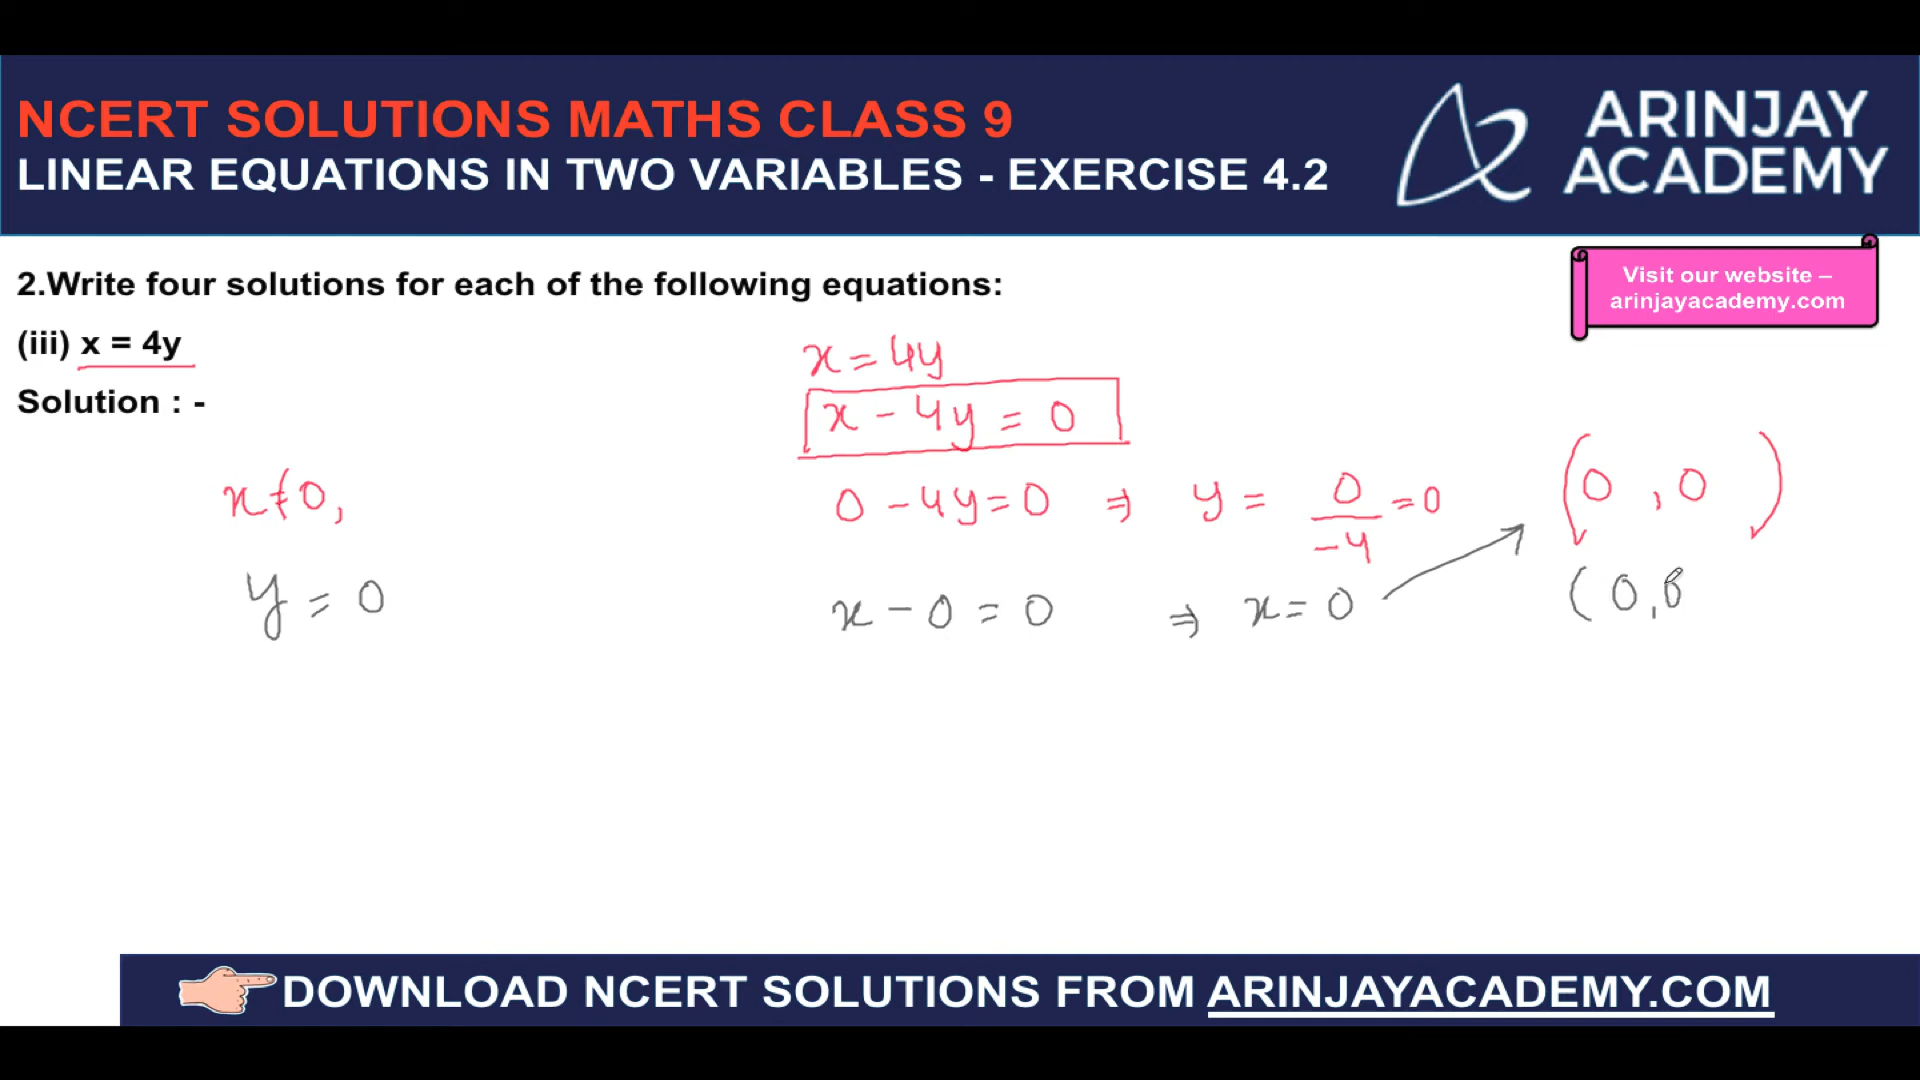 NCERT SOLUTIONS MATHS CLASS 9
LINEAR EQUATIONS IN TWO VARIABLES - EXERCISE 4.2
ARINJAY
ACADEMY
Visit our website –
arinjayacademy.com
2.Write four solutions for each of the following equations:
(iii) x = 4y
x = 4y
Solution : -
x - 4y = 0
x ≠ 0,
0 - 4y = 0 ⇒ y = 0/-4 = 0
(0, 0)
y = 0
x - 0 = 0 ⇒ x = 0
(0, 0
DOWNLOAD NCERT SOLUTIONS FROM ARINJAYACADEMY.COM